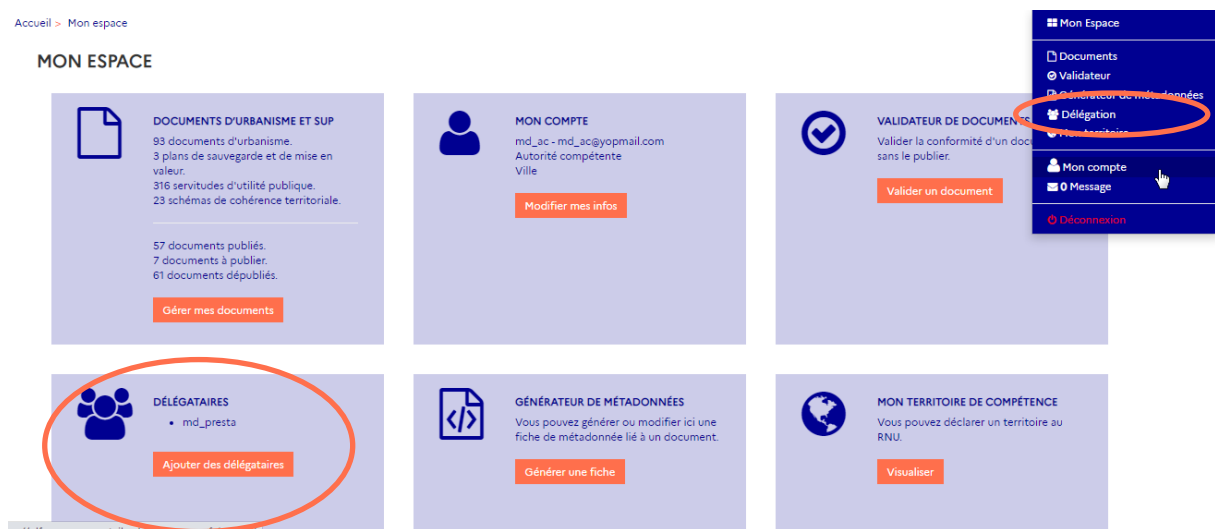 Accueil > Mon espace
MON ESPACE
DOCUMENTS D'URBANISME ET SUP
93 documents d'urbanisme.
3 plans de sauvegarde et de mise en
valeur.
316 servitudes d'utilité publique.
23 schémas de cohérence territoriale.
57 documents publiés.
7 documents à publier.
61 documents dépubliés.
Gérer mes documents
MON COMPTE
md_ac - md_ac@yopmail.com
Autorité compétente
Ville
Modifier mes infos
VALIDATEUR DE DOCUMENTS
Valider la conformité d'un doc
sans le publier.
Valider un document
Mon Espace
Documents
Validateur
Générateur de métadonnées
Délégation
Mon territoire
Mon compte
0 Message
Déconnexion
DÉLÉGATAIRES
• md_presta
Ajouter des délégataires
GÉNÉRATEUR DE MÉTADONNÉES
Vous pouvez générer ou modifier ici une
fiche de métadonnée lié à un document.
Générer une fiche
MON TERRITOIRE DE COMPÉTENCE
Vous pouvez déclarer un territoire au
RNU.
Visualiser